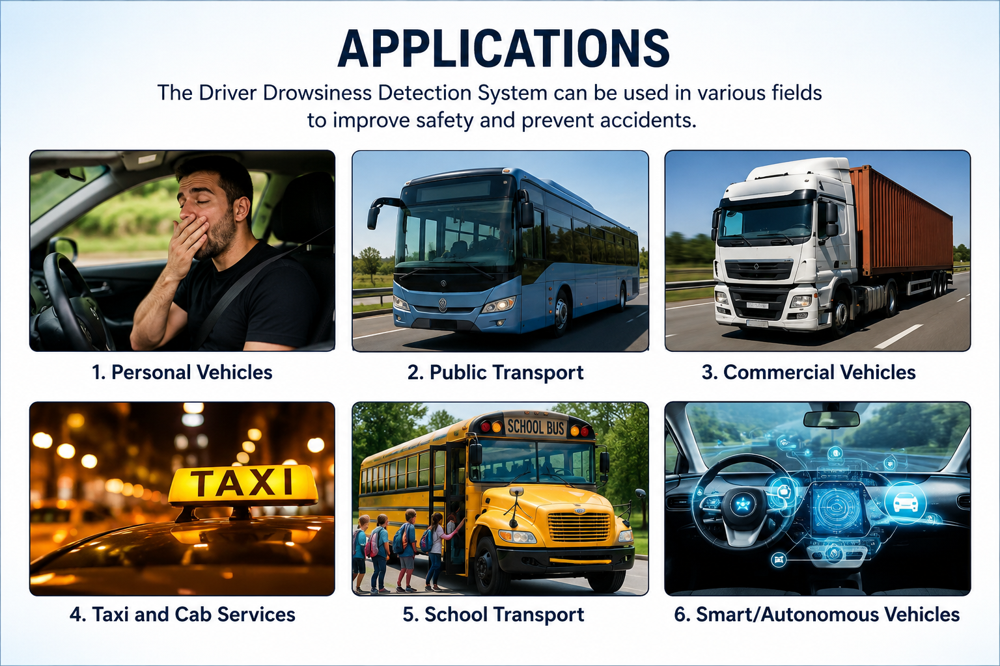 APPLICATIONS
The Driver Drowsiness Detection System can be used in various fields
to improve safety and prevent accidents.
1. Personal Vehicles
2. Public Transport
3. Commercial Vehicles
TAXI
SCHOOL BUS
4. Taxi and Cab Services
5. School Transport
6. Smart/Autonomous Vehicles